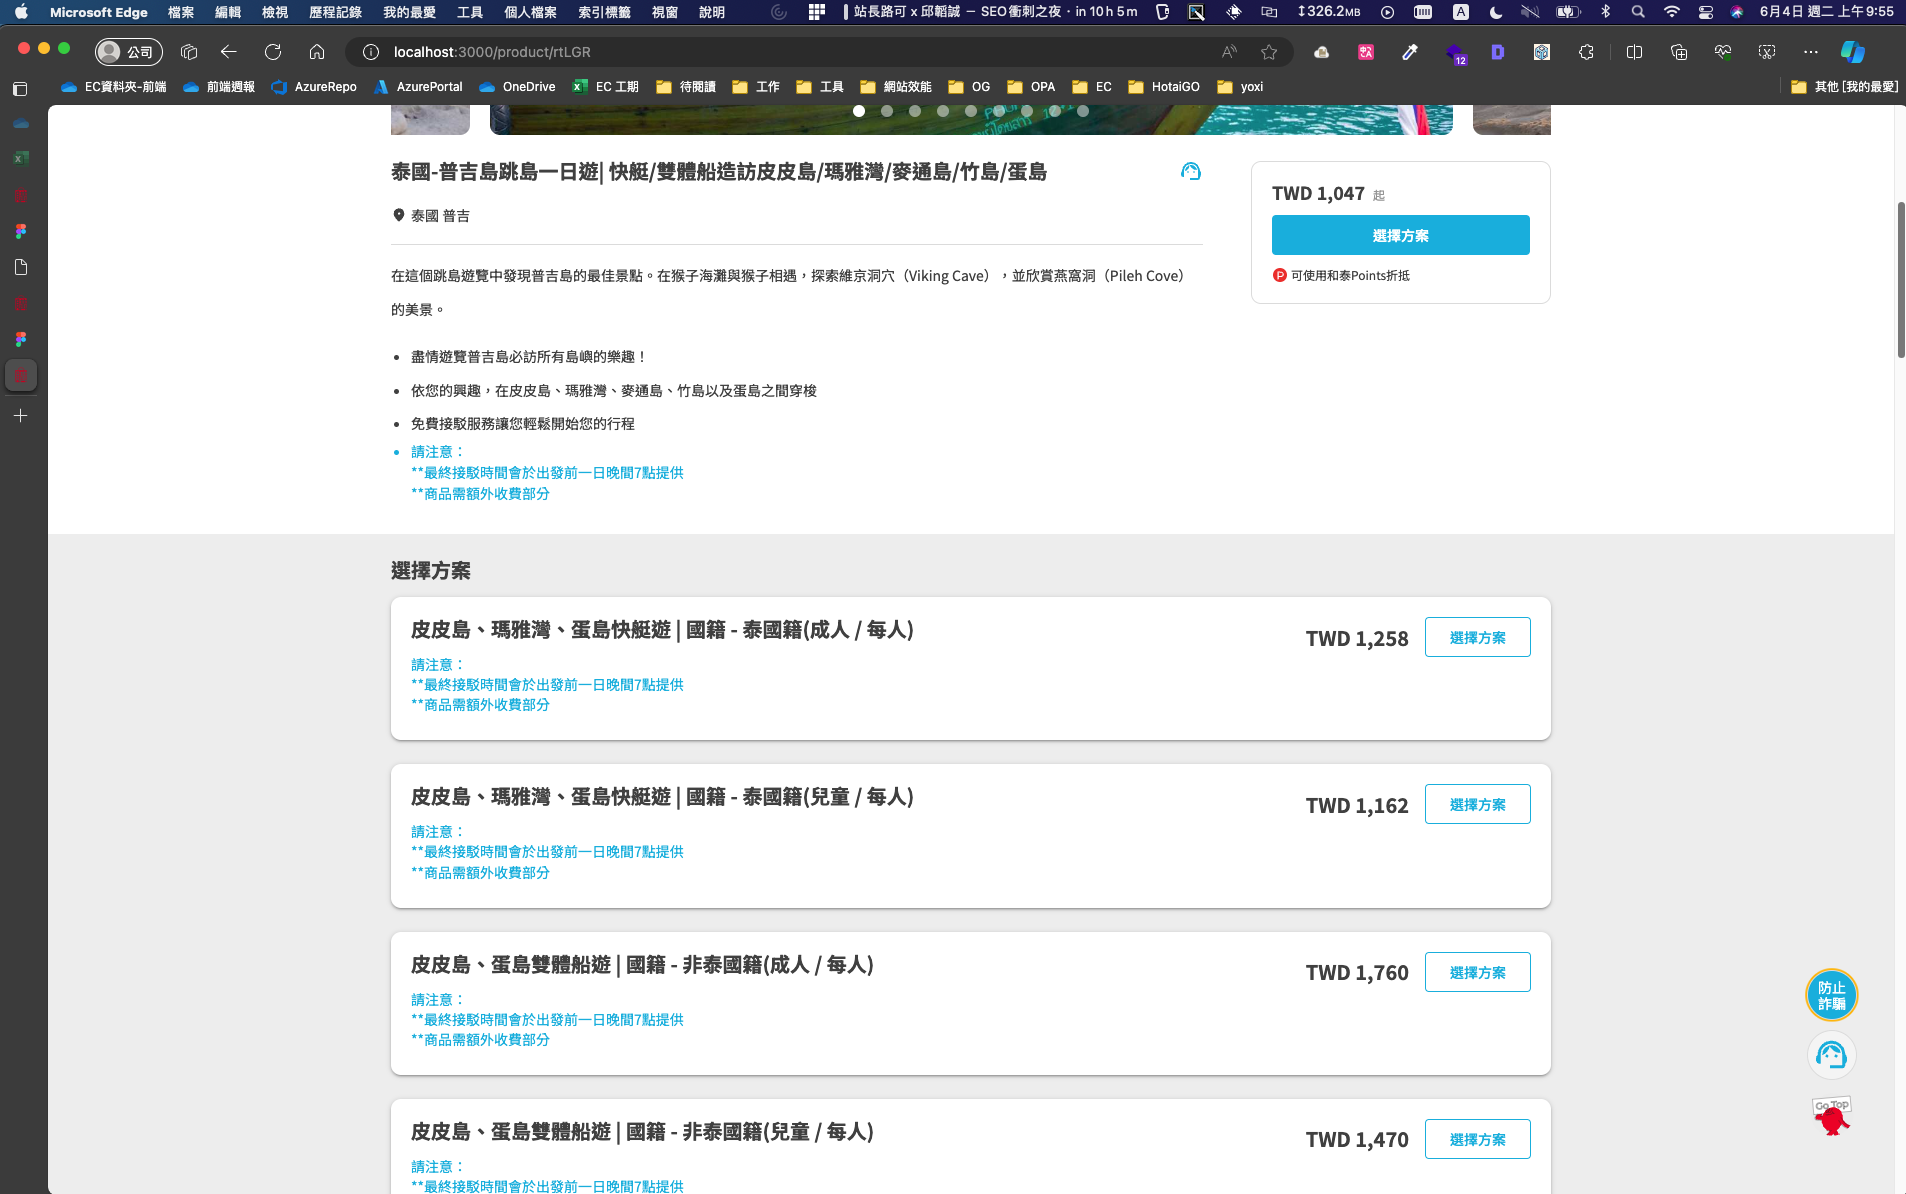 Microsoft Edge 檔案 編輯 檢視 歷程記錄 我的最愛 工具 個人檔案 索引標籤 視窗 說明 站長路可 x 邱韜誠 － SEO衝刺之夜・in 10 h 5 m ↕326.2MB A 6月4日 週二 上午9:55
公司 localhost:3000/product/rtLGR 12
EC資料夾-前端 前端週報 AzureRepo AzurePortal OneDrive EC 工期 待閱讀 工作 工具 網站效能 OG OPA EC HotaiGO yoxi 其他 [我的最愛]
泰國-普吉島跳島一日遊| 快艇/雙體船造訪皮皮島/瑪雅灣/麥通島/竹島/蛋島
泰國 普吉
TWD 1,047 起
選擇方案
P 可使用和泰Points折抵
在這個跳島遊覽中發現普吉島的最佳景點。在猴子海灘與猴子相遇，探索維京洞穴（Viking Cave），並欣賞燕窩洞（Pileh Cove）
的美景。
• 盡情遊覽普吉島必訪所有島嶼的樂趣！
• 依您的興趣，在皮皮島、瑪雅灣、麥通島、竹島以及蛋島之間穿梭
• 免費接駁服務讓您輕鬆開始您的行程
• 請注意：
**最終接駁時間會於出發前一日晚間7點提供
**商品需額外收費部分
選擇方案
皮皮島、瑪雅灣、蛋島快艇遊 | 國籍 - 泰國籍(成人 / 每人)
TWD 1,258 選擇方案
請注意：
**最終接駁時間會於出發前一日晚間7點提供
**商品需額外收費部分
皮皮島、瑪雅灣、蛋島快艇遊 | 國籍 - 泰國籍(兒童 / 每人)
TWD 1,162 選擇方案
請注意：
**最終接駁時間會於出發前一日晚間7點提供
**商品需額外收費部分
皮皮島、蛋島雙體船遊 | 國籍 - 非泰國籍(成人 / 每人)
TWD 1,760 選擇方案
請注意：
**最終接駁時間會於出發前一日晚間7點提供
**商品需額外收費部分
皮皮島、蛋島雙體船遊 | 國籍 - 非泰國籍(兒童 / 每人)
TWD 1,470 選擇方案
請注意：
**最終接駁時間會於出發前一日晚間7點提供
防止
詐騙
Go Top